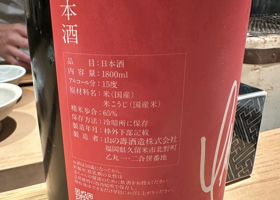 日本酒
品目：日本酒
内容量：1800ml
アルコール分：15度
原材料名：米（国産）
米こうじ（国産米）
精米歩合：65%
保存方法：冷暗所に保存
製造年月：枠外下部に記載
製造者：山の壽酒造株式会社
福岡県久留米市北野町
乙丸一・二合併番地